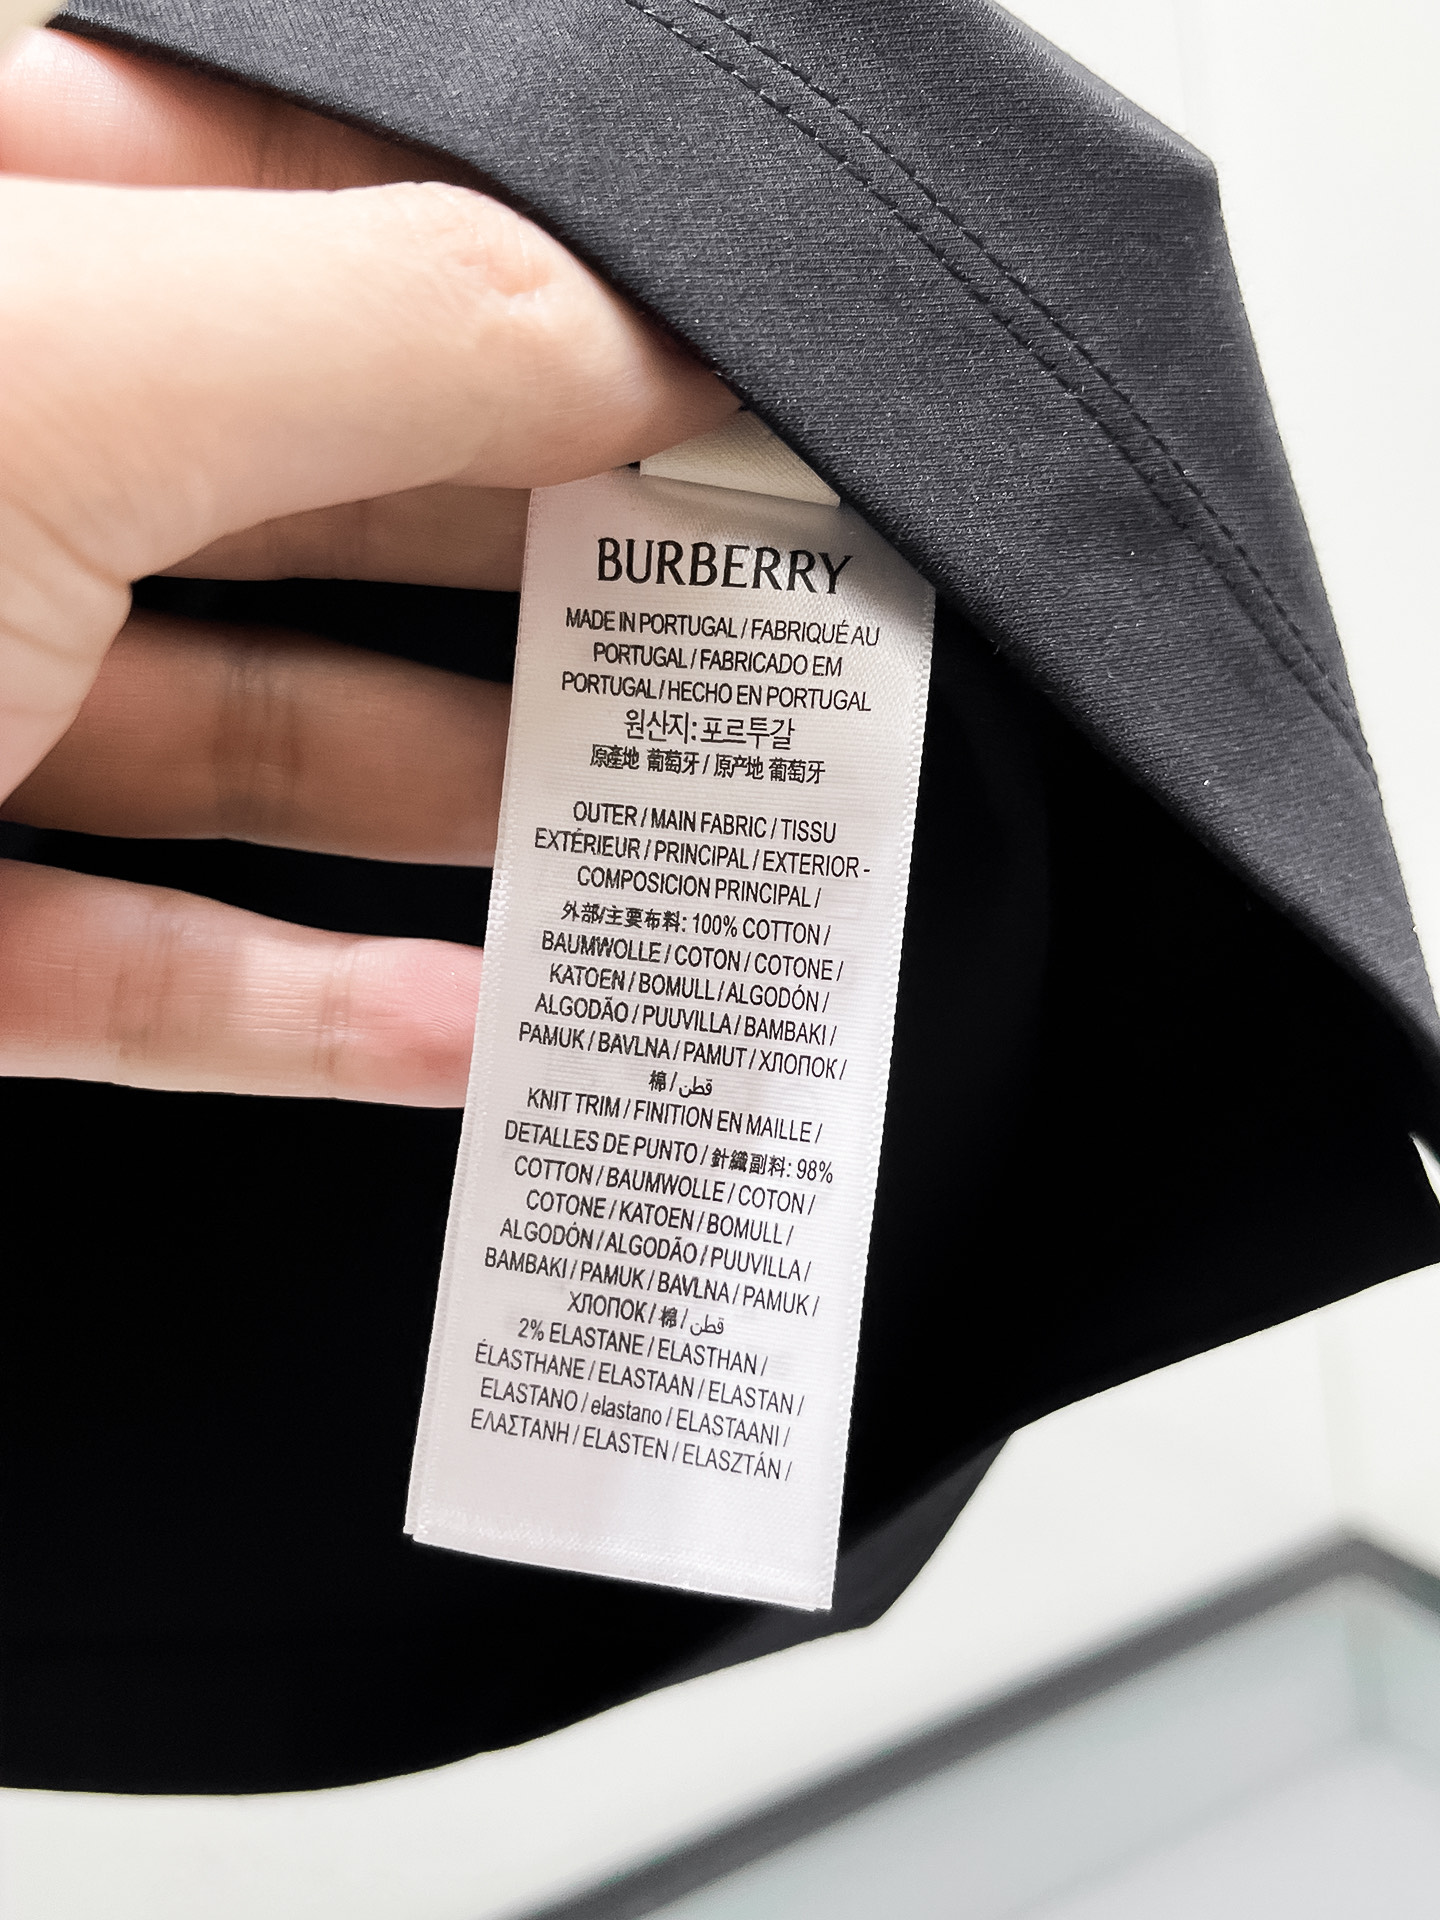 BURBERRY
MADE IN PORTUGAL / FABRIQUÉ AU
PORTUGAL / FABRICADO EM
PORTUGAL / HECHO EN PORTUGAL
원산지: 포르투갈
原產地 葡萄牙 / 原产地 葡萄牙
OUTER / MAIN FABRIC / TISSU
EXTÉRIEUR / PRINCIPAL / EXTERIOR -
COMPOSICION PRINCIPAL /
外部/主要布料: 100% COTTON /
BAUMWOLLE / COTON / COTONE /
KATOEN / BOMULL / ALGODÓN /
ALGODÃO / PUUVILLA / BAMBAKI /
PAMUK / BAVLNA / PAMUT / ХЛОПОК /
棉 / قطن
KNIT TRIM / FINITION EN MAILLE /
DETALLES DE PUNTO / 針織副料: 98%
COTTON / BAUMWOLLE / COTON /
COTONE / KATOEN / BOMULL /
ALGODÓN / ALGODÃO / PUUVILLA /
BAMBAKI / PAMUK / BAVLNA / PAMUK /
ХЛОПОК / 棉 / قطن
2% ELASTANE / ELASTHAN /
ÉLASTHANE / ELASTAAN / ELASTAN /
ELASTANO / elastano / ELASTAANI /
ΕΛΑΣΤΑΝΗ / ELASTEN / ELASZTÁN /